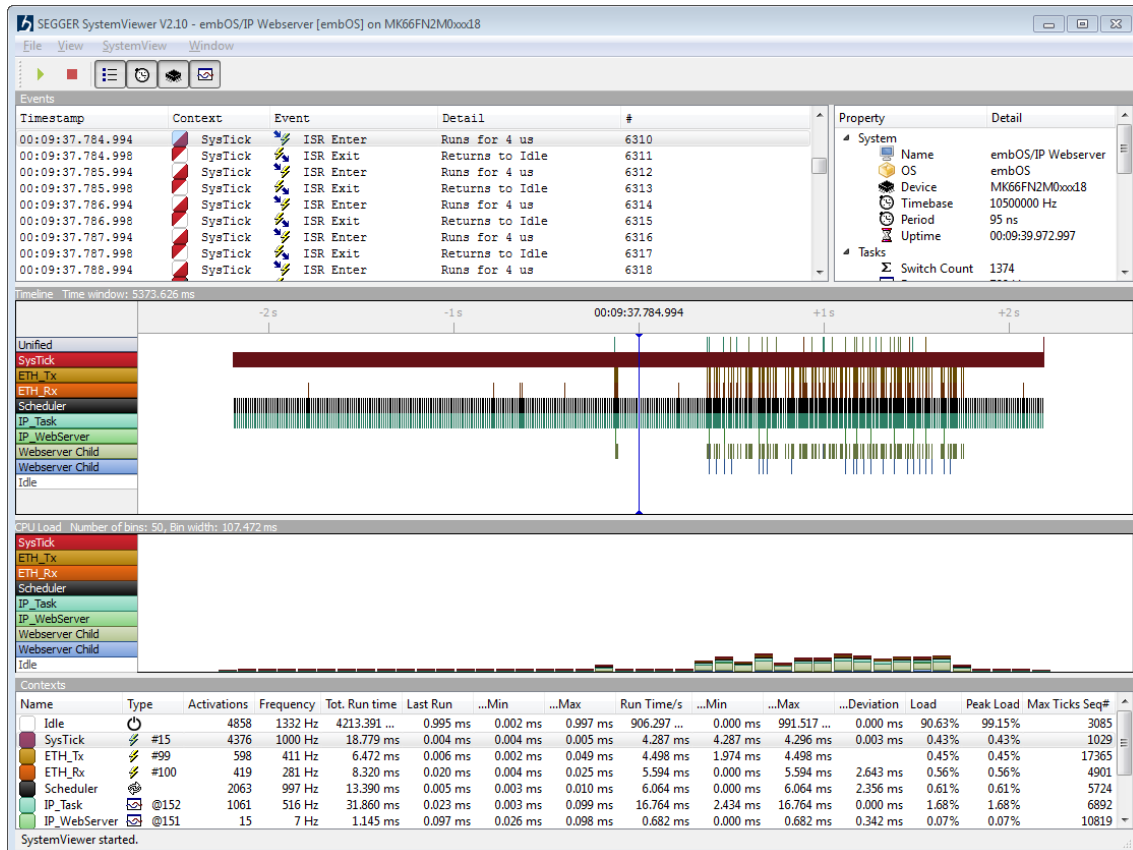 SEGGER SystemViewer V2.10 - embOS/IP Webserver [embOS] on MK66FN2M0xxx18
File View SystemView Window
Events
Timestamp Context Event Detail #
00:09:37.784.994 SysTick ISR Enter Runs for 4 us 6310
00:09:37.784.998 SysTick ISR Exit Returns to Idle 6311
00:09:37.785.994 SysTick ISR Enter Runs for 4 us 6312
00:09:37.785.998 SysTick ISR Exit Returns to Idle 6313
00:09:37.786.994 SysTick ISR Enter Runs for 4 us 6314
00:09:37.786.998 SysTick ISR Exit Returns to Idle 6315
00:09:37.787.994 SysTick ISR Enter Runs for 4 us 6316
00:09:37.787.998 SysTick ISR Exit Returns to Idle 6317
00:09:37.788.994 SysTick ISR Enter Runs for 4 us 6318
Property Detail
System
Name embOS/IP Webserver
OS embOS
Device MK66FN2M0xxx18
Timebase 10500000 Hz
Period 95 ns
Uptime 00:09:39.972.997
Tasks
Σ Switch Count 1374
Timeline Time window: 5373.626 ms
-2 s -1 s 00:09:37.784.994 +1 s +2 s
Unified
SysTick
ETH_Tx
ETH_Rx
Scheduler
IP_Task
IP_WebServer
Webserver Child
Webserver Child
Idle
CPU Load Number of bins: 50, Bin width: 107.472 ms
SysTick
ETH_Tx
ETH_Rx
Scheduler
IP_Task
IP_WebServer
Webserver Child
Webserver Child
Idle
Contexts
Name Type Activations Frequency Tot. Run time Last Run ...Min ...Max Run Time/s ...Min ...Max ...Deviation Load Peak Load Max Ticks Seq#
Idle 4858 1332 Hz 4213.391 ... 0.995 ms 0.002 ms 0.997 ms 906.297 ... 0.000 ms 991.517 ... 0.000 ms 90.63% 99.15% 3085
SysTick #15 4376 1000 Hz 18.779 ms 0.004 ms 0.004 ms 0.005 ms 4.287 ms 4.287 ms 4.296 ms 0.003 ms 0.43% 0.43% 1029
ETH_Tx #99 598 411 Hz 6.472 ms 0.006 ms 0.002 ms 0.049 ms 4.498 ms 1.974 ms 4.498 ms 0.45% 0.45% 17365
ETH_Rx #100 419 281 Hz 8.320 ms 0.020 ms 0.004 ms 0.025 ms 5.594 ms 0.000 ms 5.594 ms 2.643 ms 0.56% 0.56% 4901
Scheduler 2063 997 Hz 13.390 ms 0.005 ms 0.003 ms 0.010 ms 6.064 ms 0.000 ms 6.064 ms 2.356 ms 0.61% 0.61% 5724
IP_Task @152 1061 516 Hz 31.860 ms 0.023 ms 0.003 ms 0.099 ms 16.764 ms 2.434 ms 16.764 ms 0.000 ms 1.68% 1.68% 6892
IP_WebServer @151 15 7 Hz 1.145 ms 0.097 ms 0.026 ms 0.098 ms 0.682 ms 0.000 ms 0.682 ms 0.342 ms 0.07% 0.07% 10819
SystemViewer started.